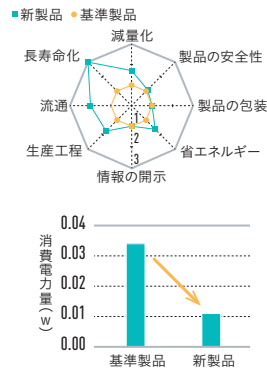 新製品 基準製品
減量化
長寿命化
製品の安全性
流通
製品の包装
生産工程
省エネルギー
情報の開示
1
2
3
0.04
0.03
0.02
0.01
0.00
消費電力量(w)
基準製品
新製品